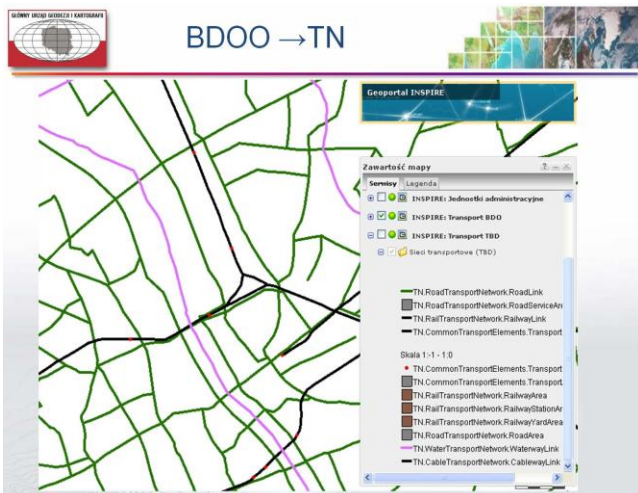 GŁÓWNY URZĄD GEODEZJI I KARTOGRAFII
BDOO →TN
Geoportal INSPIRE
Zawartość mapy
Serwisy Legenda
INSPIRE: Jednostki administracyjne
INSPIRE: Transport BDO
INSPIRE: Transport TBD
Sieci transportowe (TBD)
TN.RoadTransportNetwork.RoadLink
TN.RoadTransportNetwork.RoadServiceAre
TN.RailTransportNetwork.RailwayLink
TN.CommonTransportElements.Transport
Skala 1:-1 - 1:0
TN.CommonTransportElements.Transport
TN.CommonTransportElements.Transport
TN.RailTransportNetwork.RailwayArea
TN.RailTransportNetwork.RailwayStationAr
TN.RailTransportNetwork.RailwayYardArea
TN.RoadTransportNetwork.RoadArea
TN.WaterTransportNetwork.WaterwayLink
TN.CableTransportNetwork.CablewayLink